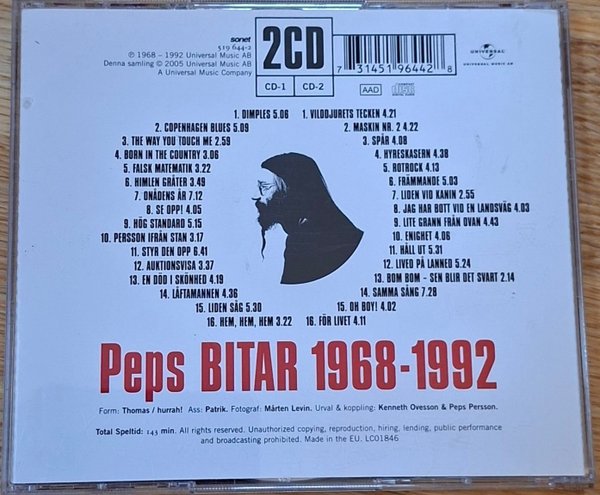 sonet
519 644-2
℗ 1968 – 1992 Universal Music AB
Denna samling © 2005 Universal Music AB
A Universal Music Company
2CD
CD-1 CD-2
7 31451 96442 8
AAD
UNIVERSAL
UNIVERSAL MUSIC AB
1. DIMPLES 5.06
2. COPENHAGEN BLUES 5.09
3. THE WAY YOU TOUCH ME 2.59
4. BORN IN THE COUNTRY 3.06
5. FALSK MATEMATIK 3.22
6. HIMLEN GRÅTER 3.49
7. ONÅDENS ÅR 7.12
8. SE OPP! 4.05
9. HÖG STANDARD 5.15
10. PERSSON IFRÅN STAN 3.17
11. STYR DEN OPP 6.41
12. AUKTIONSVISA 3.37
13. EN DÖD I SKÖNHED 4.19
14. LÅFTAMANNEN 4.36
15. LIDEN SÅG 5.30
16. HEM, HEM, HEM 3.22
1. VILDDJURETS TECKEN 4.21
2. MASKIN NR. 2 4.22
3. SPÅR 4.08
4. HYRESKASERN 4.38
5. ROTROCK 4.13
6. FRÄMMANDE 5.03
7. LIDEN VID KANIN 2.55
8. JAG HAR BOTT VID EN LANDSVÄG 4.03
9. LITE GRANN FRÅN OVAN 4.43
10. ENIGHET 4.06
11. HÅLL UT 5.31
12. LIVED PÅ LANNED 5.24
13. BOM BOM - SEN BLIR DET SVART 2.14
14. SAMMA SÅNG 7.28
15. OH BOY! 4.02
16. FÖR LIVET 4.11
Peps BITAR 1968-1992
Form: Thomas / hurra! Ass: Patrik. Fotograf: Mårten Levin. Urval & koppling: Kenneth Ovesson & Peps Persson.
Total Speltid: 143 min. All rights reserved. Unauthorized copying, reproduction, hiring, lending, public performance
and broadcasting prohibited. Made in the EU. LC01846